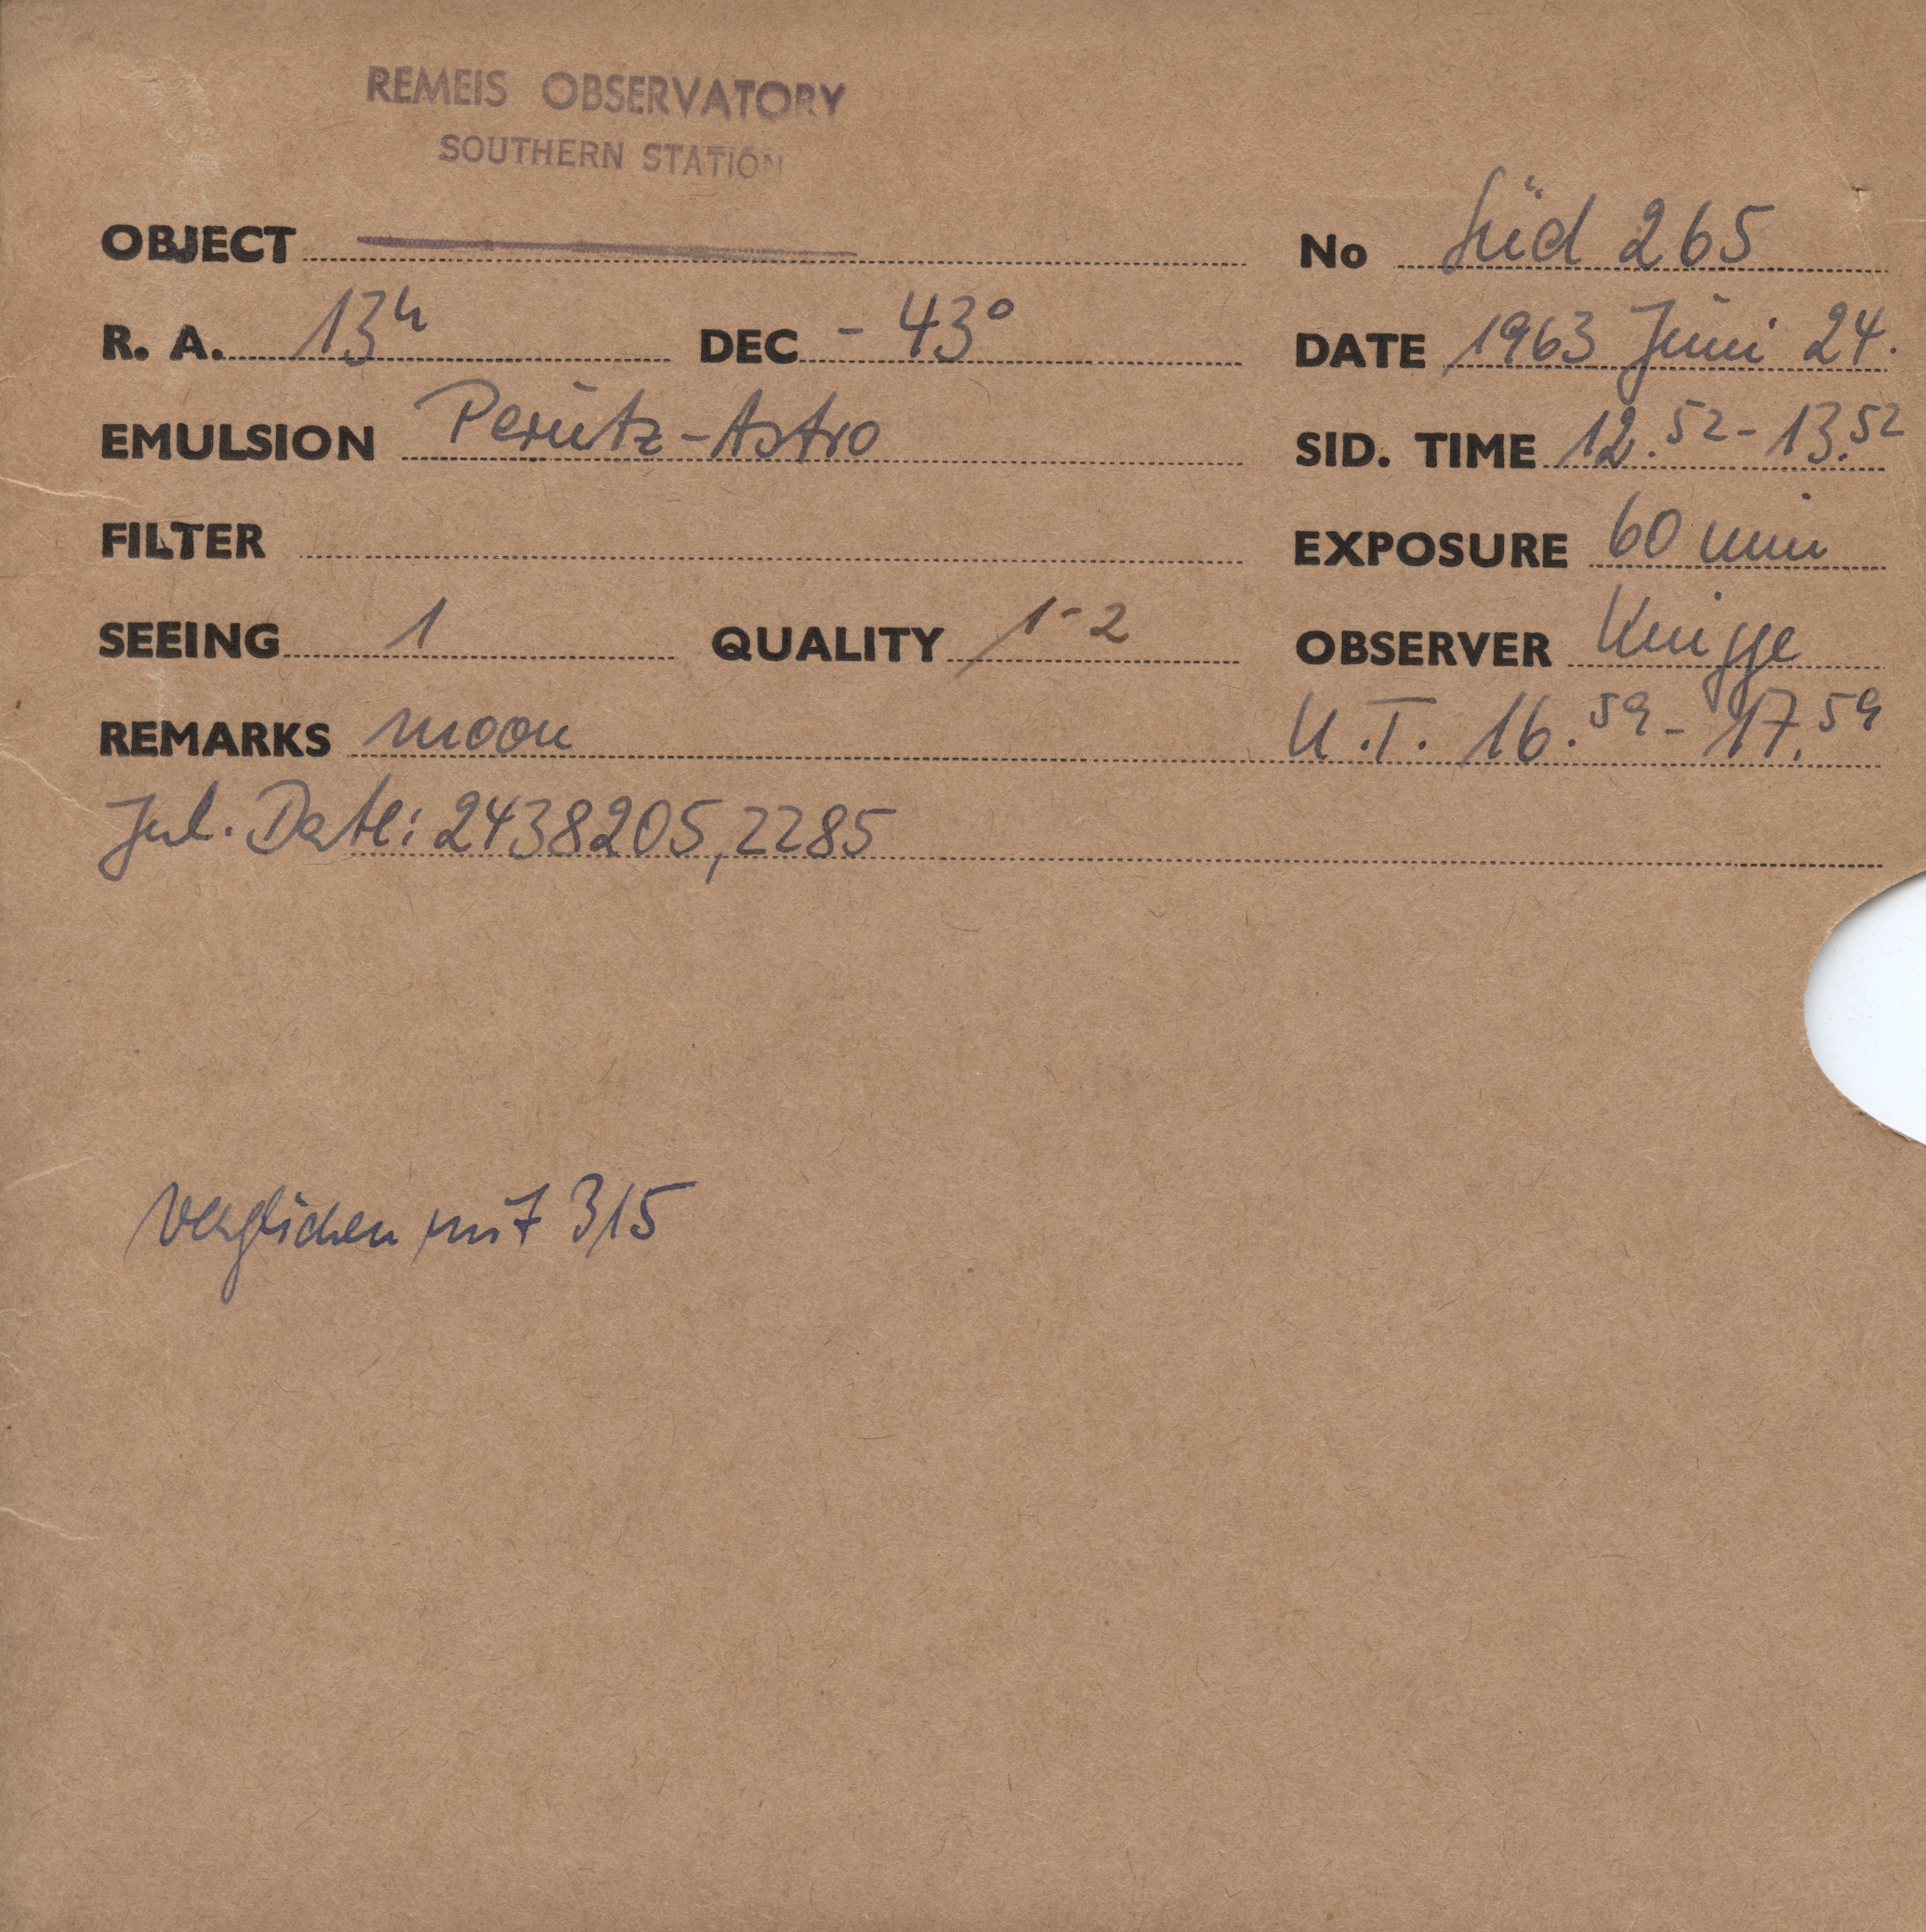 REMEIS OBSERVATORY
SOUTHERN STATION
OBJECT No Süd 265
R. A. 13h DEC - 43° DATE 1963 Juni 24.
EMULSION Perutz-Astro SID. TIME 12.52 - 13.52
FILTER EXPOSURE 60 min
SEEING 1 QUALITY 1-2 OBSERVER Knigge
REMARKS moon U.T. 16.59 - 17.59
Jul. Date: 2438205,2285
verglichen mit 315